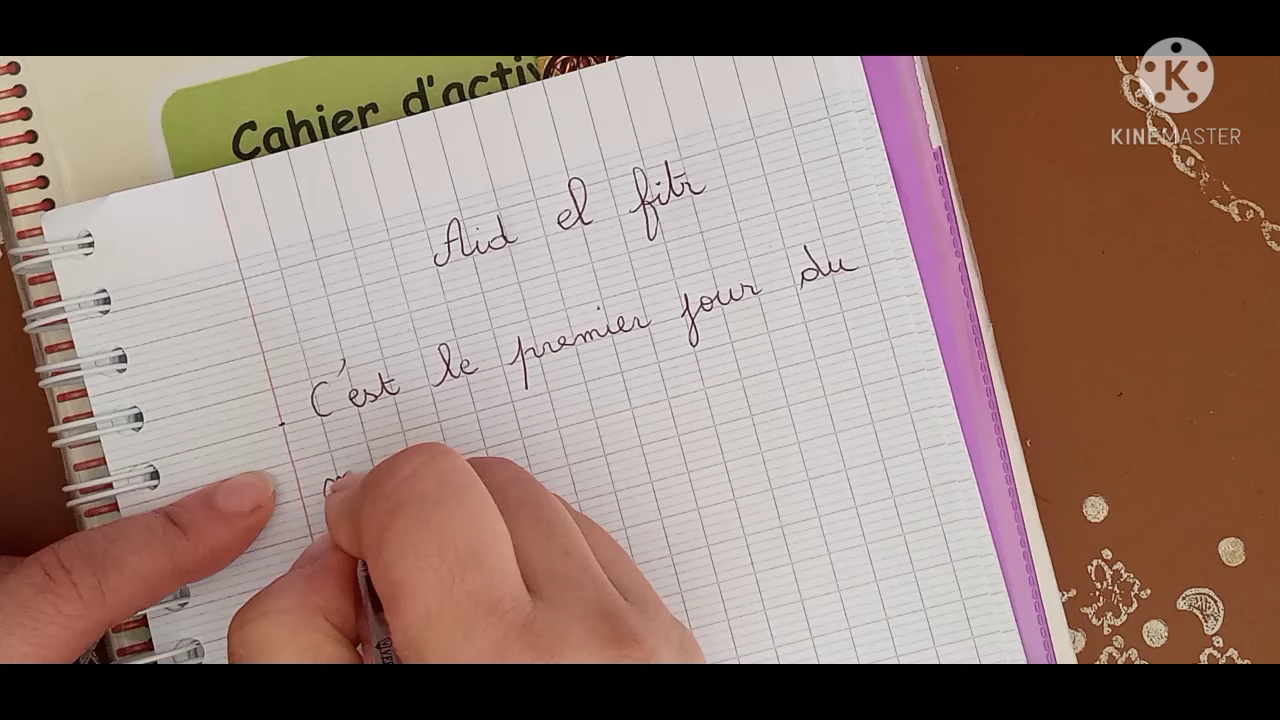 Cahier d'activ
KINEMASTER
Aid el fitr
C'est le premier jour du
m